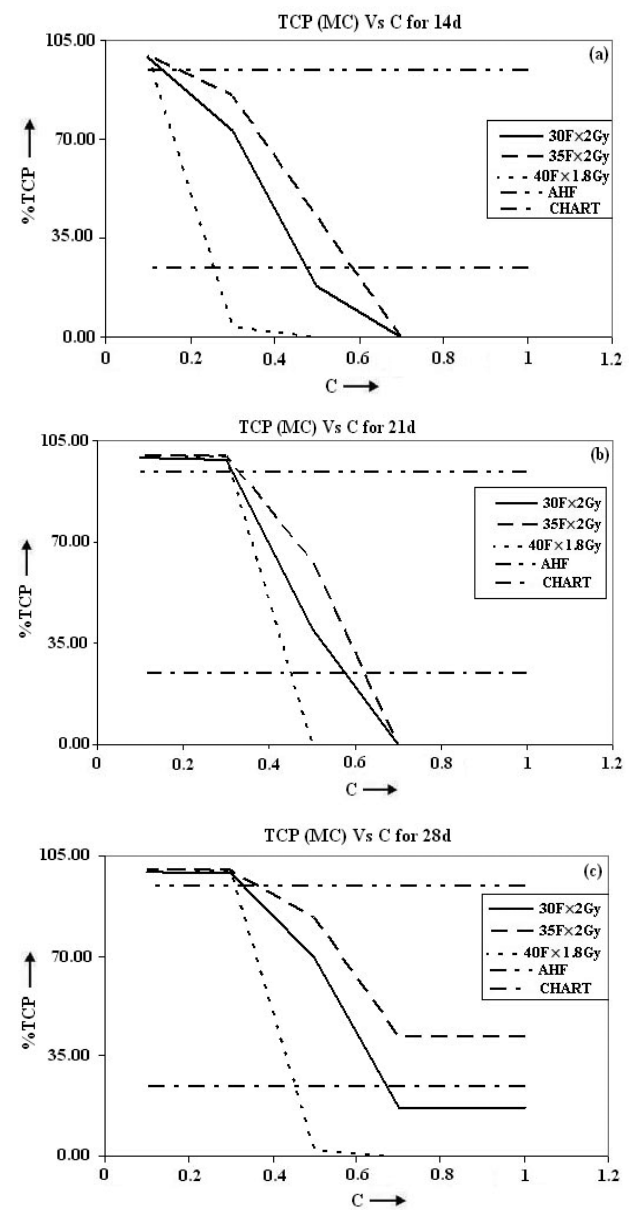 TCP (MC) Vs C for 14d
105.00
(a)
70.00
35.00
0.00
%TCP
30F×2Gy
35F×2Gy
40F×1.8Gy
AHF
CHART
0 0.2 0.4 0.6 0.8 1 1.2
C
TCP (MC) Vs C for 21d
105.00
(b)
70.00
35.00
0.00
%TCP
30F×2Gy
35F×2Gy
40F×1.8Gy
AHF
CHART
0 0.2 0.4 0.6 0.8 1 1.2
C
TCP (MC) Vs C for 28d
105.00
(c)
70.00
35.00
0.00
%TCP
30F×2Gy
35F×2Gy
40F×1.8Gy
AHF
CHART
0 0.2 0.4 0.6 0.8 1 1.2
C